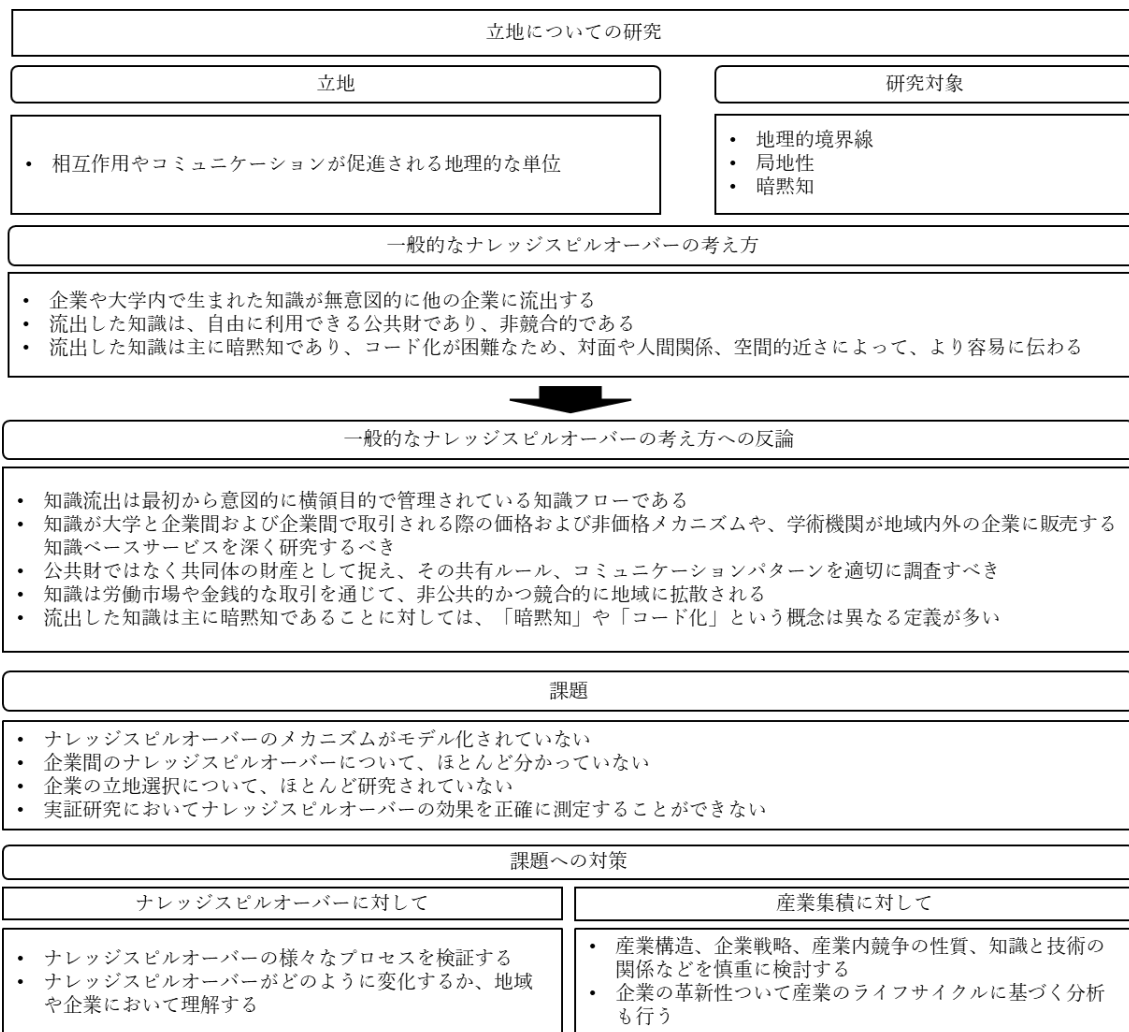 立地についての研究
立地
研究対象
• 相互作用やコミュニケーションが促進される地理的な単位
• 地理的境界線
• 局地性
• 暗黙知
一般的なナレッジスピルオーバーの考え方
• 企業や大学内で生まれた知識が無意図的に他の企業に流出する
• 流出した知識は、自由に利用できる公共財であり、非競合的である
• 流出した知識は主に暗黙知であり、コード化が困難なため、対面や人間関係、空間的近さによって、より容易に伝わる
一般的なナレッジスピルオーバーの考え方への反論
• 知識流出は最初から意図的に横領目的で管理されている知識フローである
• 知識が大学と企業間および企業間で取引される際の価格および非価格メカニズムや、学術機関が地域内外の企業に販売する
知識ベースサービスを深く研究するべき
• 公共財ではなく共同体の財産として捉え、その共有ルール、コミュニケーションパターンを適切に調査すべき
• 知識は労働市場や金銭的な取引を通じて、非公共的かつ競合的に地域に拡散される
• 流出した知識は主に暗黙知であることに対しては、「暗黙知」や「コード化」という概念は異なる定義が多い
課題
• ナレッジスピルオーバーのメカニズムがモデル化されていない
• 企業間のナレッジスピルオーバーについて、ほとんど分かっていない
• 企業の立地選択について、ほとんど研究されていない
• 実証研究においてナレッジスピルオーバーの効果を正確に測定することができない
課題への対策
ナレッジスピルオーバーに対して
• ナレッジスピルオーバーの様々なプロセスを検証する
• ナレッジスピルオーバーがどのように変化するか、地域
や企業において理解する
産業集積に対して
• 産業構造、企業戦略、産業内競争の性質、知識と技術の
関係などを慎重に検討する
• 企業の革新性ついて産業のライフサイクルに基づく分析
も行う